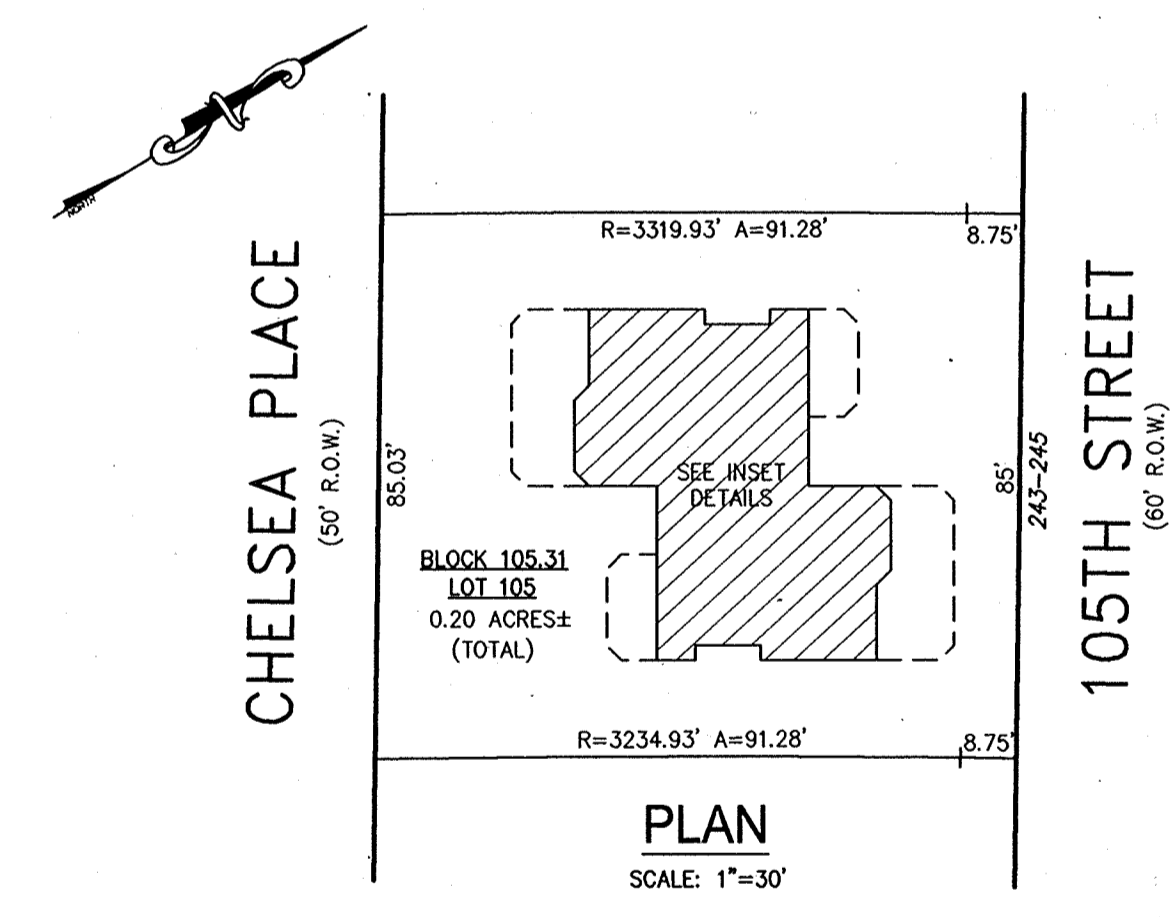 NORTH
R=3319.93' A=91.28'
8.75'
CHELSEA PLACE
(50' R.O.W.)
85.03'
SEE INSET
DETAILS
85'
243-245
105TH STREET
(60' R.O.W.)
BLOCK 105.31
LOT 105
0.20 ACRES±
(TOTAL)
R=3234.93' A=91.28'
8.75'
PLAN
SCALE: 1"=30'